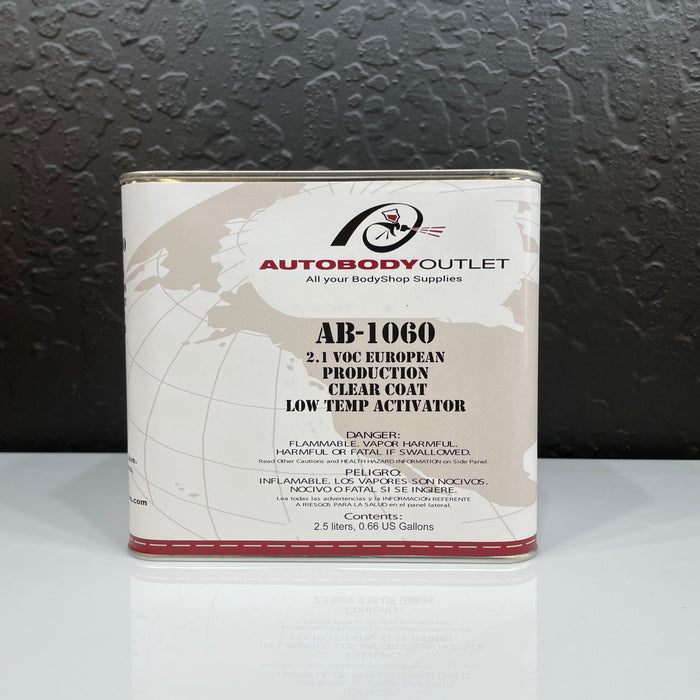 AUTOBODYOUTLET
All your BodyShop Supplies
AB-1060
2.1 VOC EUROPEAN
PRODUCTION
CLEAR COAT
LOW TEMP ACTIVATOR
DANGER:
FLAMMABLE. VAPOR HARMFUL.
HARMFUL OR FATAL IF SWALLOWED.
Read Other Cautions and HEALTH HAZARD INFORMATION on Side Panel.
PELIGRO:
INFLAMABLE. LOS VAPORES SON NOCIVOS.
NOCIVO O FATAL SI SE INGIERE.
Lea todas las advertencias y la INFORMACIÓN REFERENTE
A RIESGOS PARA LA SALUD en el panel lateral.
Contents:
2.5 liters, 0.66 US Gallons